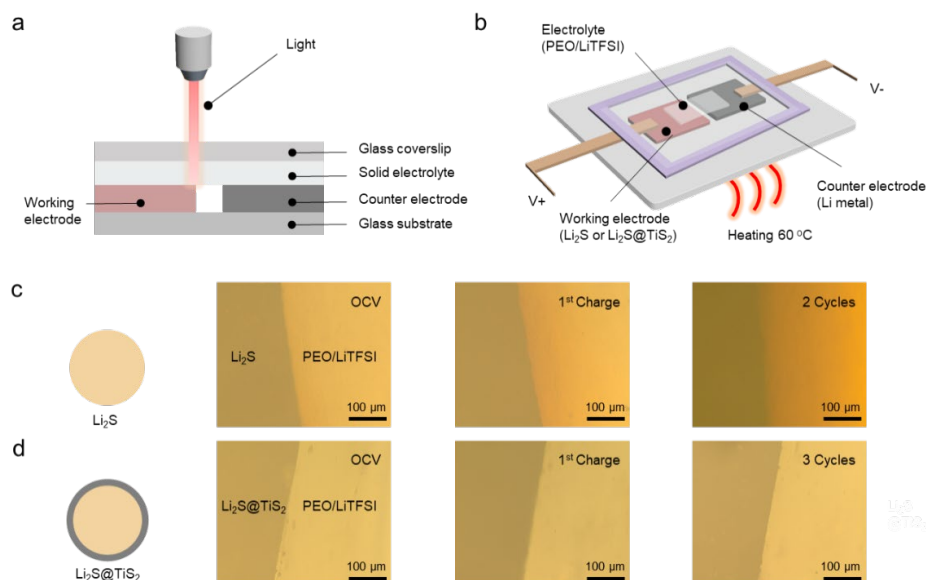 a
Light
Glass coverslip
Solid electrolyte
Working
electrode
Counter electrode
Glass substrate
b
Electrolyte
(PEO/LiTFSI)
V-
V+
Counter electrode
(Li metal)
Working electrode
(Li₂S or Li₂S@TiS₂)
Heating 60 ⁰C
c
Li₂S
OCV
Li₂S
PEO/LiTFSI
100 µm
1st Charge
100 µm
2 Cycles
100 µm
d
Li₂S@TiS₂
OCV
Li₂S@TiS₂
PEO/LiTFSI
100 µm
1st Charge
100 µm
3 Cycles
100 µm
Li₂S
@TiS₂